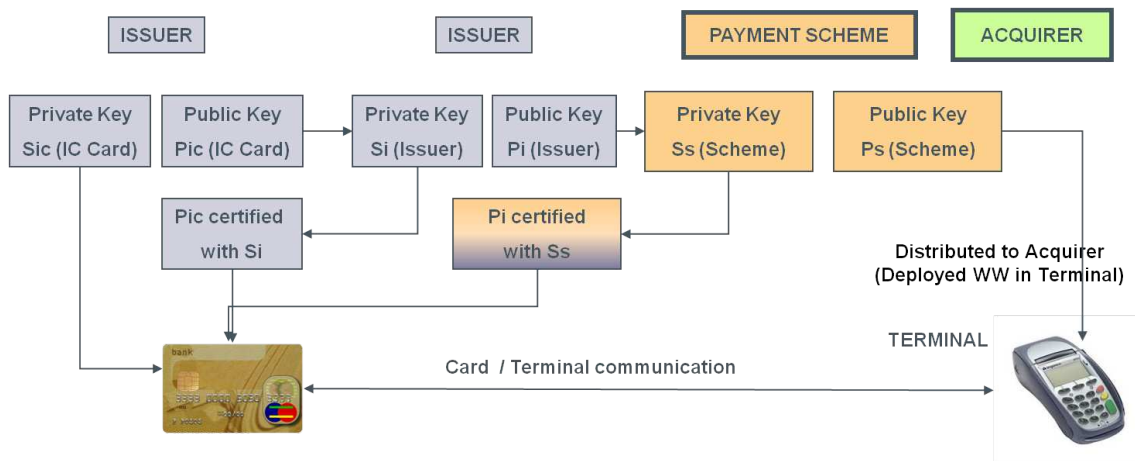 ISSUER
ISSUER
PAYMENT SCHEME
ACQUIRER
Private Key
Sic (IC Card)
Public Key
Pic (IC Card)
Private Key
Si (Issuer)
Public Key
Pi (Issuer)
Private Key
Ss (Scheme)
Public Key
Ps (Scheme)
Pic certified
with Si
Pi certified
with Ss
Distributed to Acquirer
(Deployed WW in Terminal)
TERMINAL
Card / Terminal communication
bank